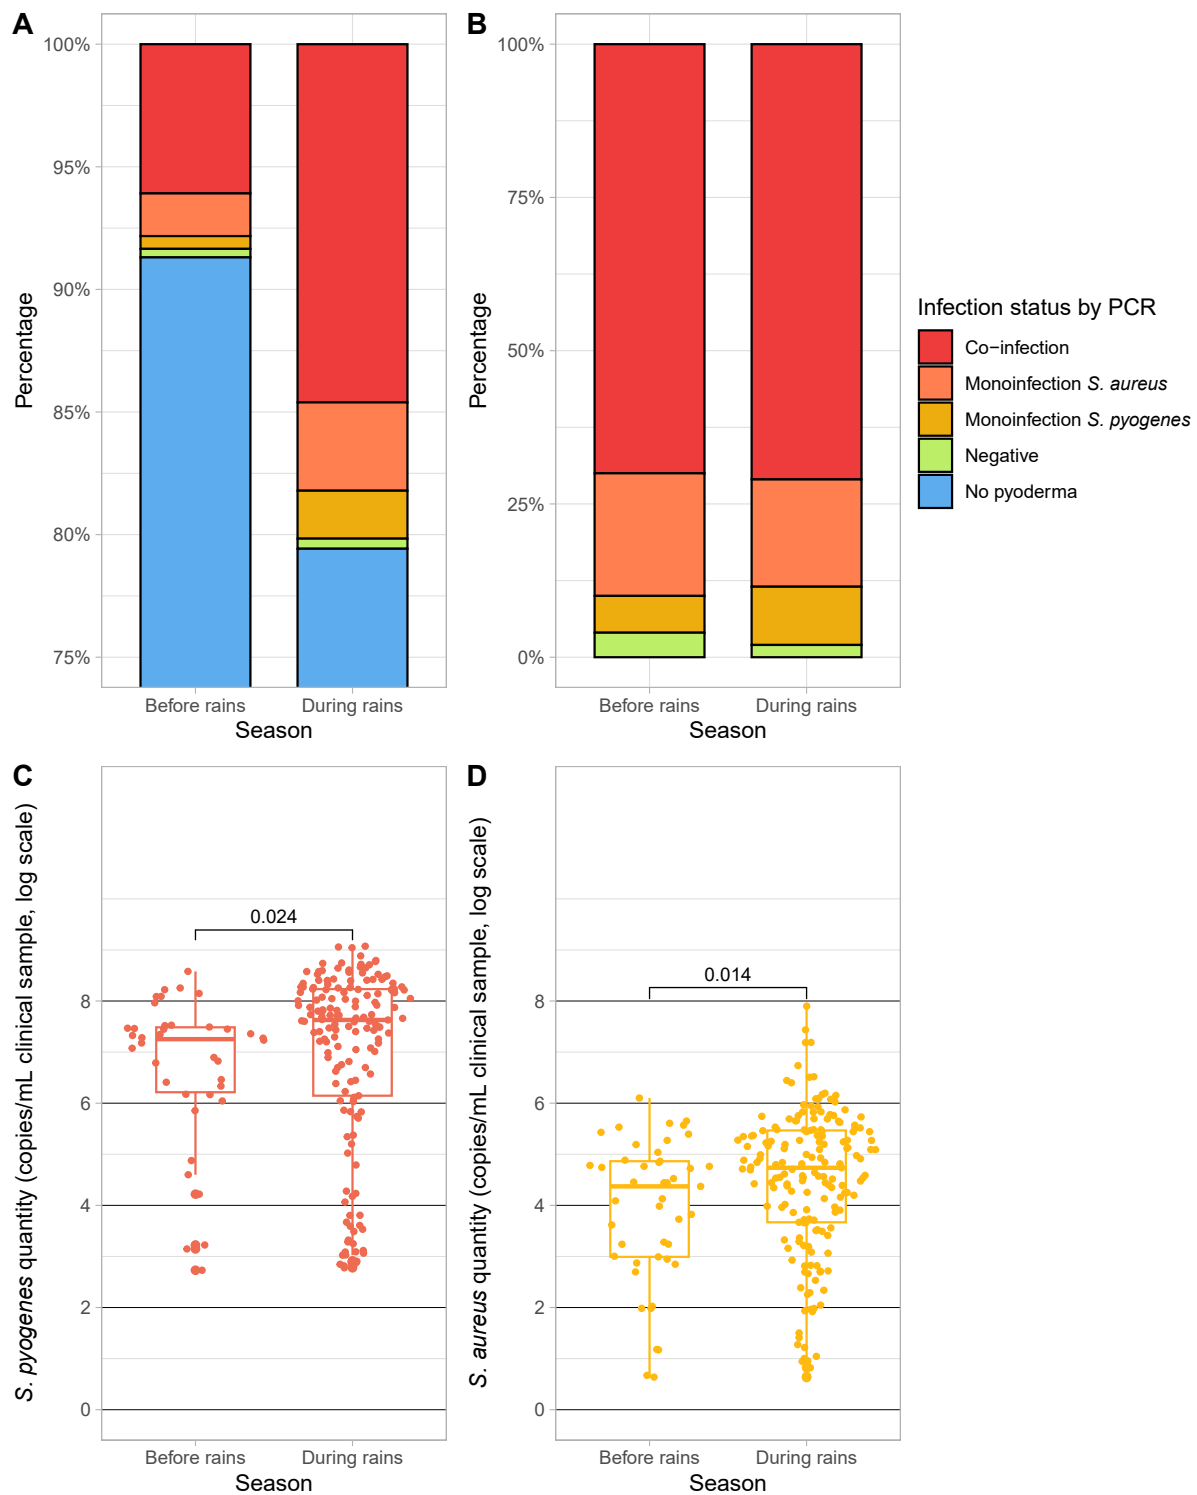 A
100%
95%
90%
85%
80%
75%
Percentage
Before rains During rains
Season
B
100%
75%
50%
25%
0%
Percentage
Before rains During rains
Season
Infection status by PCR
Co−infection
Monoinfection S. aureus
Monoinfection S. pyogenes
Negative
No pyoderma
C
S. pyogenes quantity (copies/mL clinical sample, log scale)
0.024
8
6
4
2
0
Before rains During rains
Season
D
S. aureus quantity (copies/mL clinical sample, log scale)
0.014
8
6
4
2
0
Before rains During rains
Season